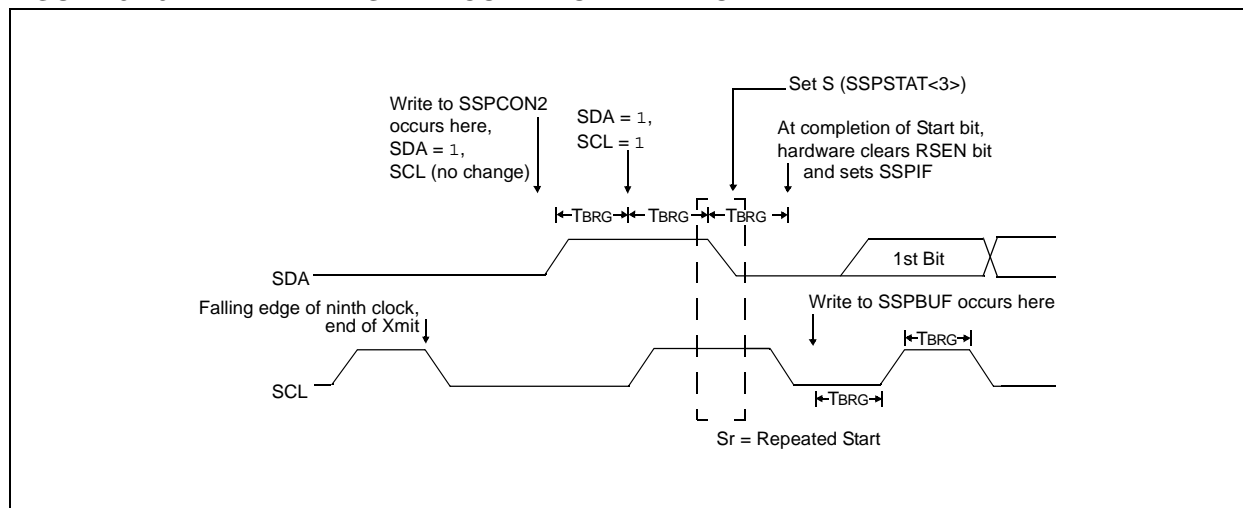 Set S (SSPSTAT<3>)
Write to SSPCON2
occurs here,
SDA = 1,
SCL (no change)
SDA = 1,
SCL = 1
At completion of Start bit,
hardware clears RSEN bit
and sets SSPIF
TBRG
TBRG
TBRG
SDA
1st Bit
Falling edge of ninth clock,
end of Xmit
Write to SSPBUF occurs here
TBRG
SCL
TBRG
Sr = Repeated Start